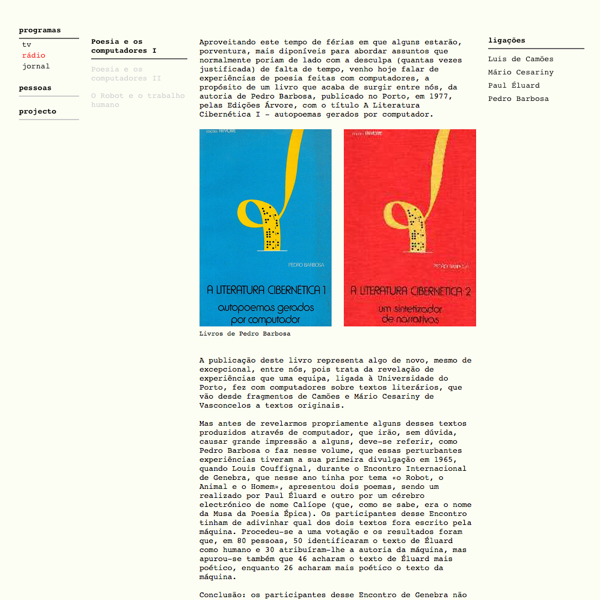 programas
tv
rádio
jornal
pessoas
projecto
Poesia e os
computadores I
Poesia e os
computadores II
O Robot e o trabalho
humano
Aproveitando este tempo de férias em que alguns estarão,
porventura, mais diponíveis para abordar assuntos que
normalmente poriam de lado com a desculpa (quantas vezes
justificada) de falta de tempo, venho hoje falar de
experiências de poesia feitas com computadores, a
propósito de um livro que acaba de surgir entre nós, da
autoria de Pedro Barbosa, publicado no Porto, em 1977,
pelas Edições Árvore, com o título A Literatura
Cibernética I - autopoemas gerados por computador.
PEDRO BARBOSA
A LITERATURA CIBERNÉTICA 1
autopoemas gerados
por computador
PEDRO BARBOSA
A LITERATURA CIBERNÉTICA 2
um sintetizador
de narrativas
Livros de Pedro Barbosa
A publicação deste livro representa algo de novo, mesmo de
excepcional, entre nós, pois trata da revelação de
experiências que uma equipa, ligada à Universidade do
Porto, fez com computadores sobre textos literários, que
vão desde fragmentos de Camões e Mário Cesariny de
Vasconcelos a textos originais.
Mas antes de revelarmos propriamente alguns desses textos
produzidos através de computador, que irão, sem dúvida,
causar grande impressão a alguns, deve-se referir, como
Pedro Barbosa o faz nesse volume, que essas perturbantes
experiências tiveram a sua primeira divulgação em 1965,
quando Louis Couffignal, durante o Encontro Internacional
de Genebra, que nesse ano tinha por tema «o Robot, o
Animal e o Homem», apresentou dois poemas, sendo um
realizado por Paul Éluard e outro por um cérebro
electrónico de nome Calíope (que, como se sabe, era o nome
da Musa da Poesia Épica). Os participantes desse Encontro
tinham de adivinhar qual dos dois textos fora escrito pela
máquina. Procedeu-se a uma votação e os resultados foram
que, em 80 pessoas, 50 identificaram o texto de Éluard
como humano e 30 atribuíram-lhe a autoria da máquina, mas
apurou-se também que 46 acharam o texto de Éluard mais
poético, enquanto 26 acharam mais poético o texto da
máquina.
Conclusão: os participantes desse Encontro de Genebra não
ligações
Luis de Camões
Mário Cesariny
Paul Éluard
Pedro Barbosa